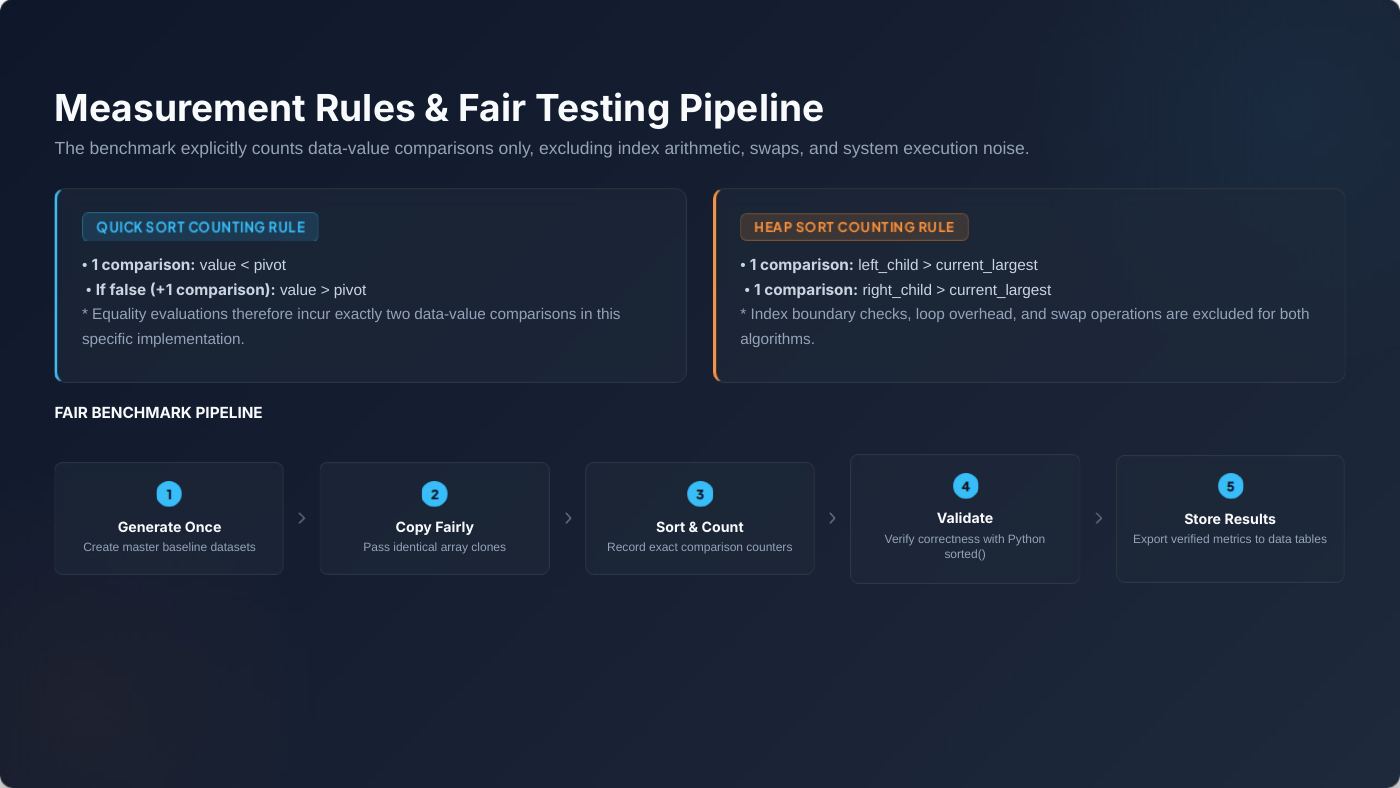 Measurement Rules & Fair Testing Pipeline
The benchmark explicitly counts data-value comparisons only, excluding index arithmetic, swaps, and system execution noise.
QUICK SORT COUNTING RULE
• 1 comparison: value < pivot
• If false (+1 comparison): value > pivot
* Equality evaluations therefore incur exactly two data-value comparisons in this
specific implementation.
HEAP SORT COUNTING RULE
• 1 comparison: left_child > current_largest
• 1 comparison: right_child > current_largest
* Index boundary checks, loop overhead, and swap operations are excluded for both
algorithms.
FAIR BENCHMARK PIPELINE
1
Generate Once
Create master baseline datasets
2
Copy Fairly
Pass identical array clones
3
Sort & Count
Record exact comparison counters
4
Validate
Verify correctness with Python
sorted()
5
Store Results
Export verified metrics to data tables